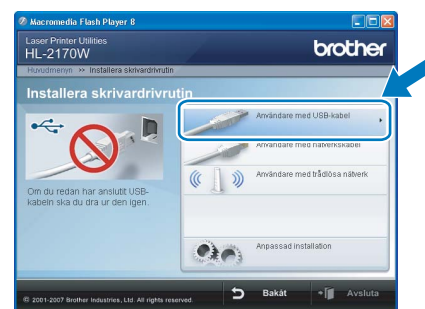 Macromedia Flash Player 8
Laser Printer Utilities
HL-2170W
brother
Huvudmenyn >> Installera skrivardrivrutin
Installera skrivardrivrutin
Användare med USB-kabel
Användare med nätverkskabel
Användare med trådlösa nätverk
Om du redan har anslutit USB-
kabeln ska du dra ur den igen.
Anpassad installation
© 2001-2007 Brother Industries, Ltd. All rights reserved.
Bakåt
Avsluta